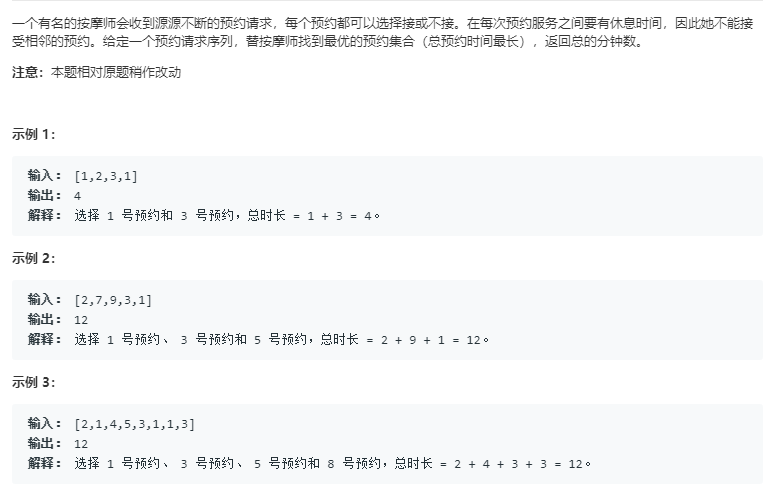 一个有名的按摩师会收到源源不断的预约请求，每个预约都可以选择接或不接。在每次预约服务之间要有休息时间，因此她不能接
受相邻的预约。给定一个预约请求序列，替按摩师找到最优的预约集合（总预约时间最长），返回总的分钟数。
注意：本题相对原题稍作改动
示例 1：
输入： [1,2,3,1]
输出： 4
解释： 选择 1 号预约和 3 号预约，总时长 = 1 + 3 = 4。
示例 2：
输入： [2,7,9,3,1]
输出： 12
解释： 选择 1 号预约、 3 号预约和 5 号预约，总时长 = 2 + 9 + 1 = 12。
示例 3：
输入： [2,1,4,5,3,1,1,3]
输出： 12
解释： 选择 1 号预约、 3 号预约、 5 号预约和 8 号预约，总时长 = 2 + 4 + 3 + 3 = 12。